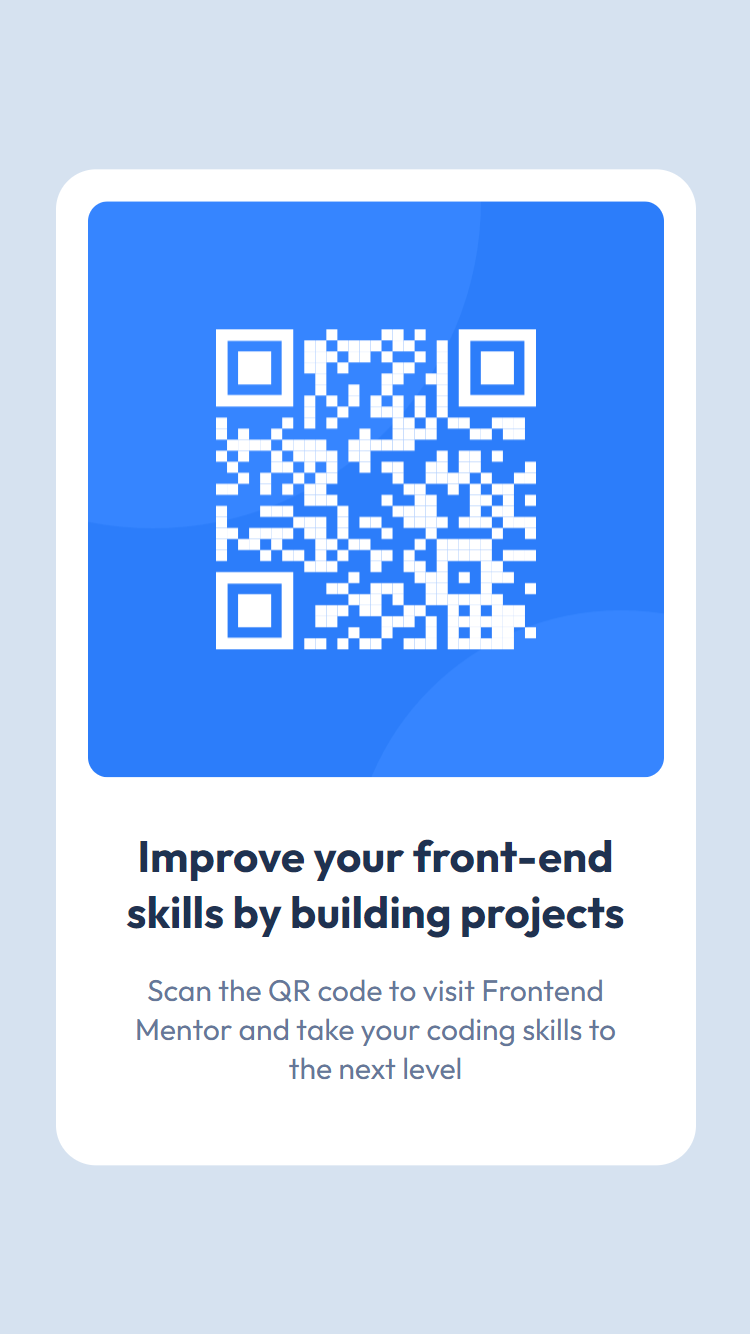 Improve your front-end
skills by building projects
Scan the QR code to visit Frontend
Mentor and take your coding skills to
the next level